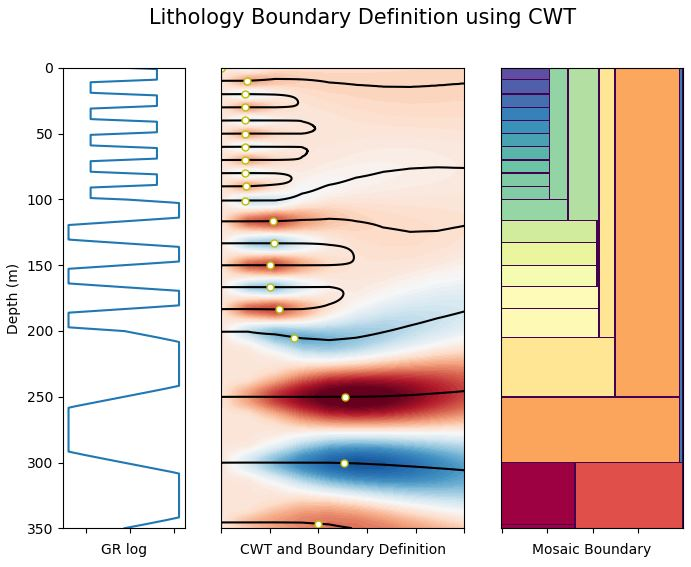 Lithology Boundary Definition using CWT
0
50
100
150
200
250
300
350
Depth (m)
GR log
CWT and Boundary Definition
Mosaic Boundary